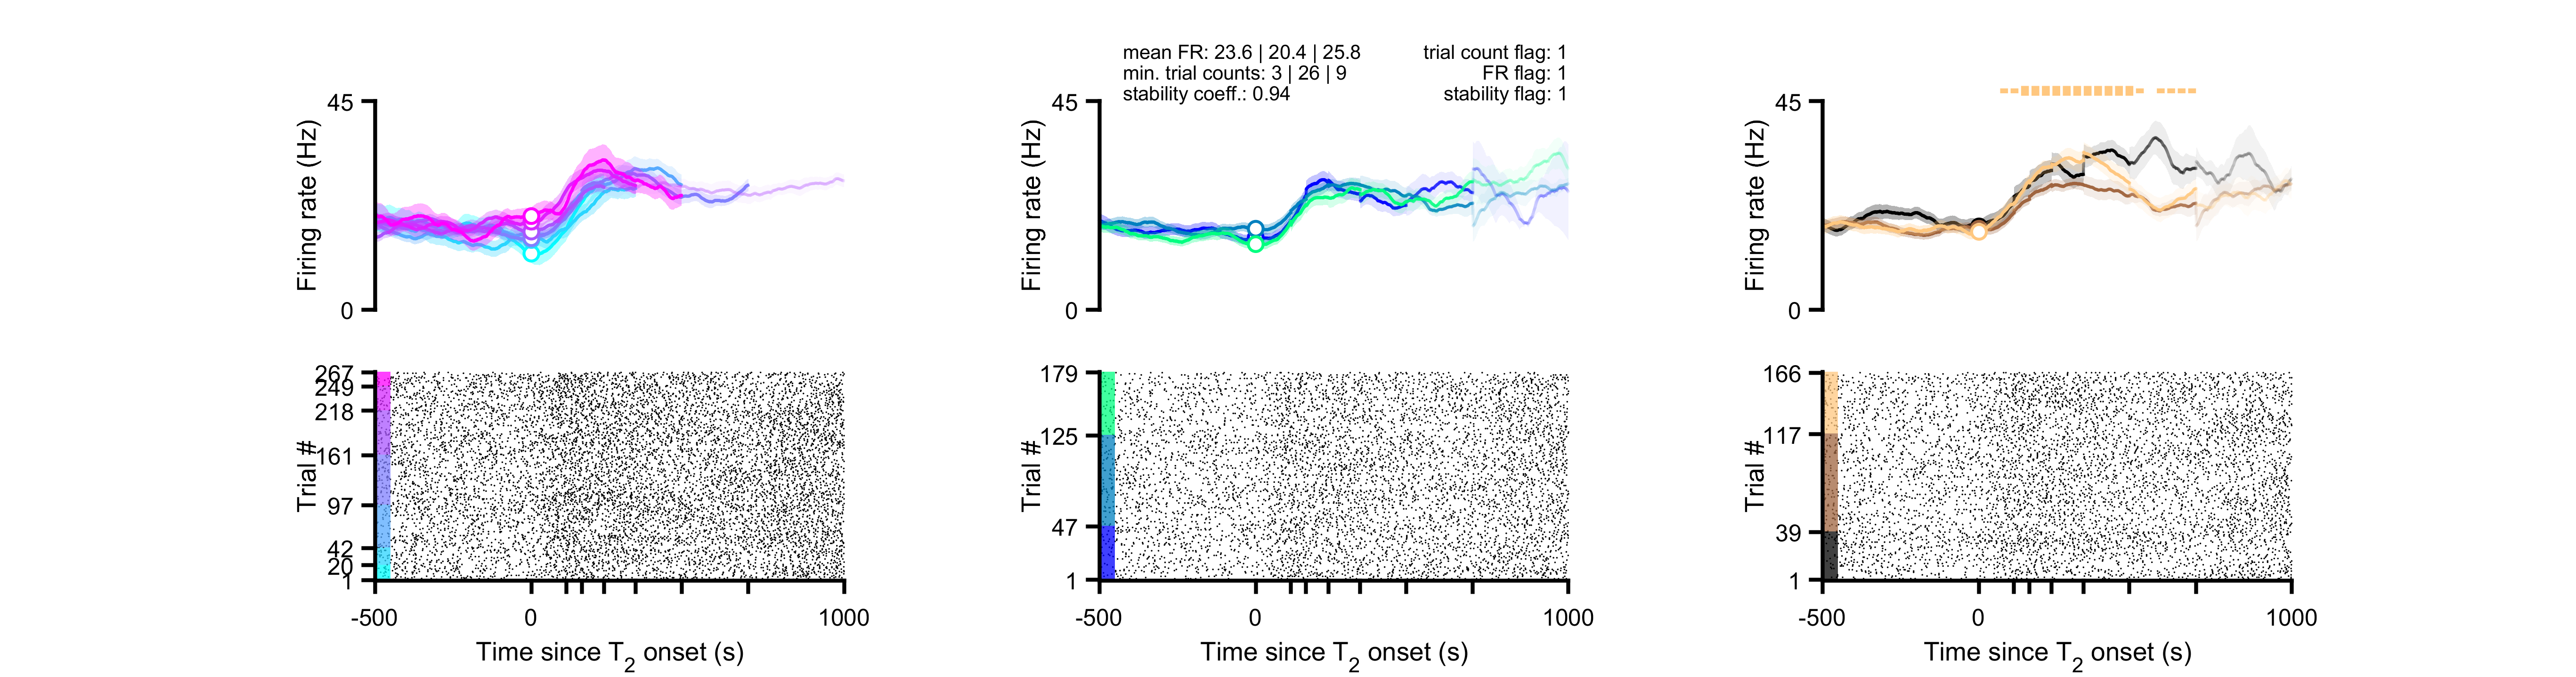 mean FR: 23.6 | 20.4 | 25.8
min. trial counts: 3 | 26 | 9
stability coeff.: 0.94
trial count flag: 1
FR flag: 1
stability flag: 1
45
Firing rate (Hz)
0
45
Firing rate (Hz)
0
45
Firing rate (Hz)
0
267
249
218
161
97
42
20
1
Trial #
-500
0
1000
Time since T2 onset (s)
179
125
47
1
Trial #
-500
0
1000
Time since T2 onset (s)
166
117
39
1
Trial #
-500
0
1000
Time since T2 onset (s)